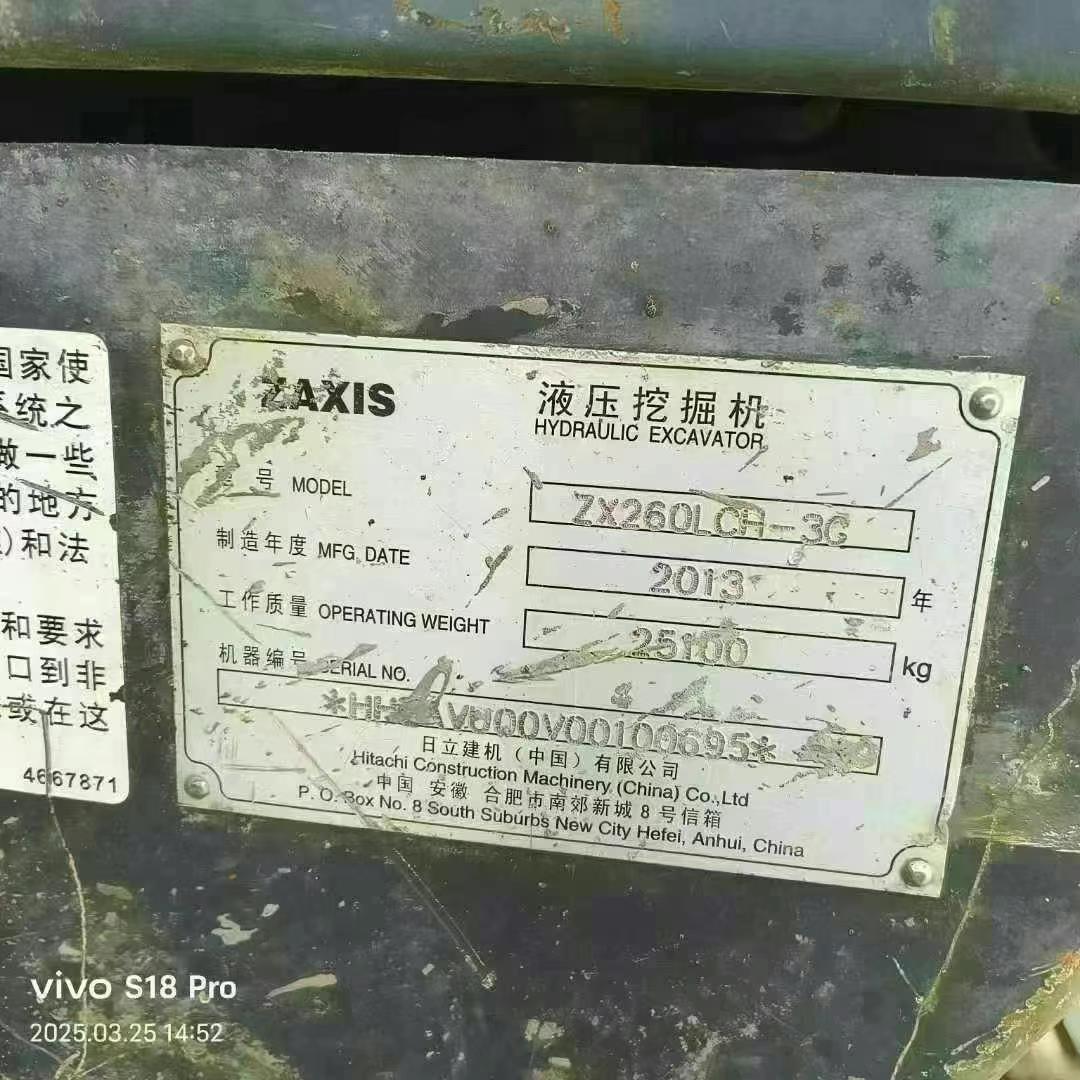 ZAXIS
液压挖掘机
HYDRAULIC EXCAVATOR
号 MODEL
ZX260LCH-3G
制造年度 MFG. DATE
2013 年
工作质量 OPERATING WEIGHT
25100 kg
机器编号 SERIAL NO.
日立建机(中国)有限公司
Hitachi Construction Machinery (China) Co.,Ltd
中国 安徽 合肥市南郊新城8号信箱
P. O. Box No. 8 South Suburbs New City Hefei, Anhui, China
国家使
系统之
做一些
的地方
)和法
和要求
口到非
或在这
4667871
vivo S18 Pro
2025.03.25 14:52